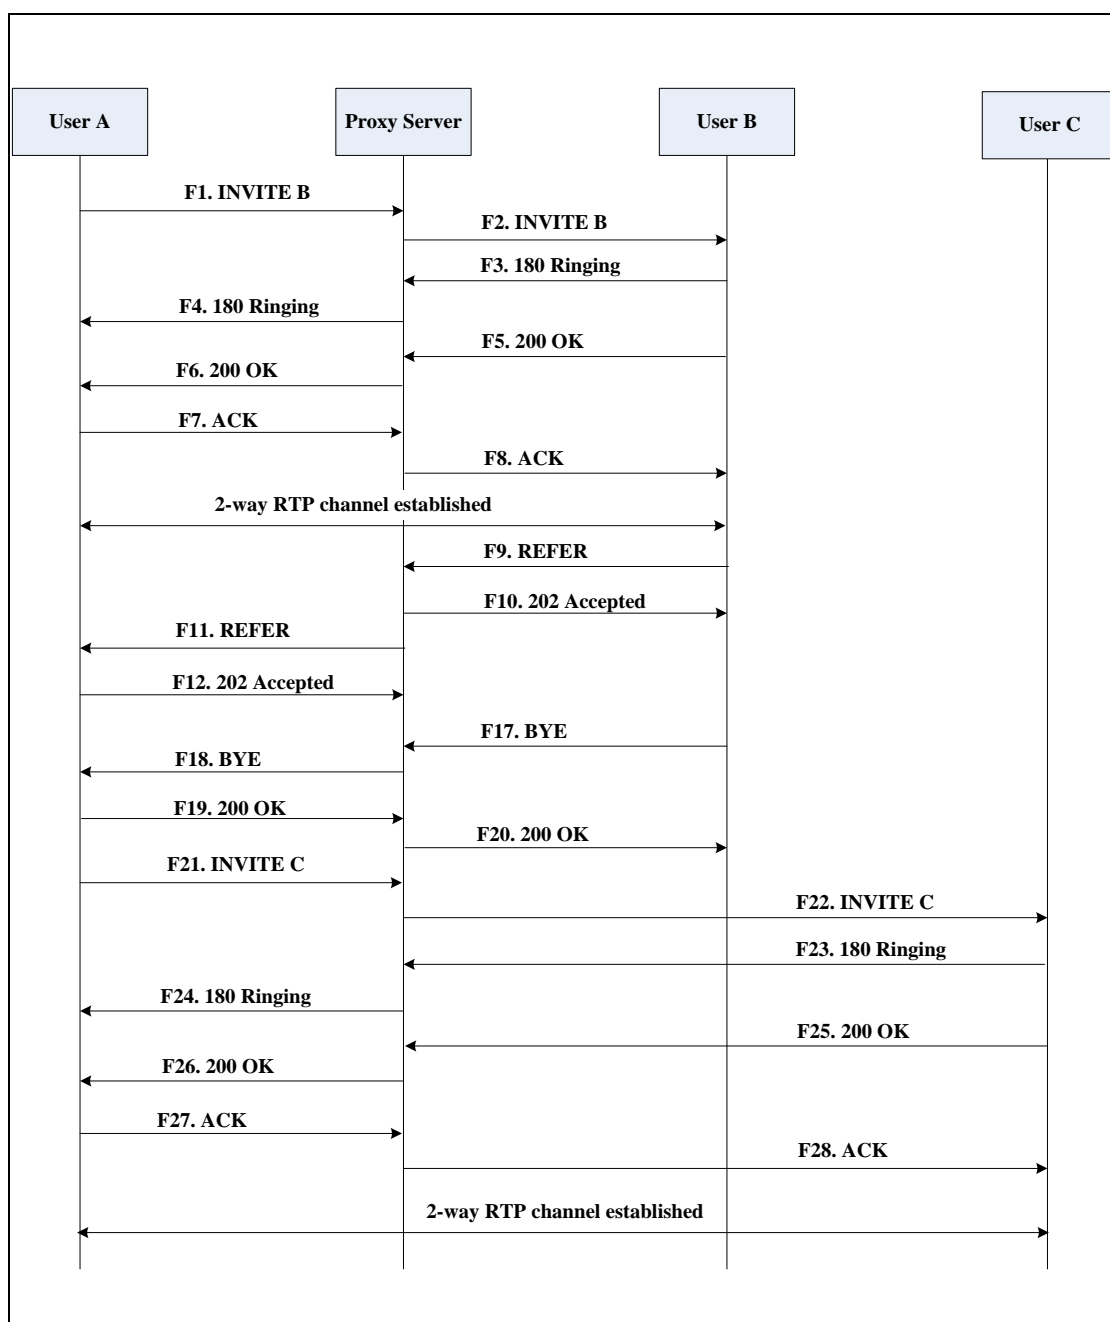 User A
Proxy Server
User B
User C
F1. INVITE B
F2. INVITE B
F3. 180 Ringing
F4. 180 Ringing
F5. 200 OK
F6. 200 OK
F7. ACK
F8. ACK
2-way RTP channel established
F9. REFER
F10. 202 Accepted
F11. REFER
F12. 202 Accepted
F17. BYE
F18. BYE
F19. 200 OK
F20. 200 OK
F21. INVITE C
F22. INVITE C
F23. 180 Ringing
F24. 180 Ringing
F25. 200 OK
F26. 200 OK
F27. ACK
F28. ACK
2-way RTP channel established